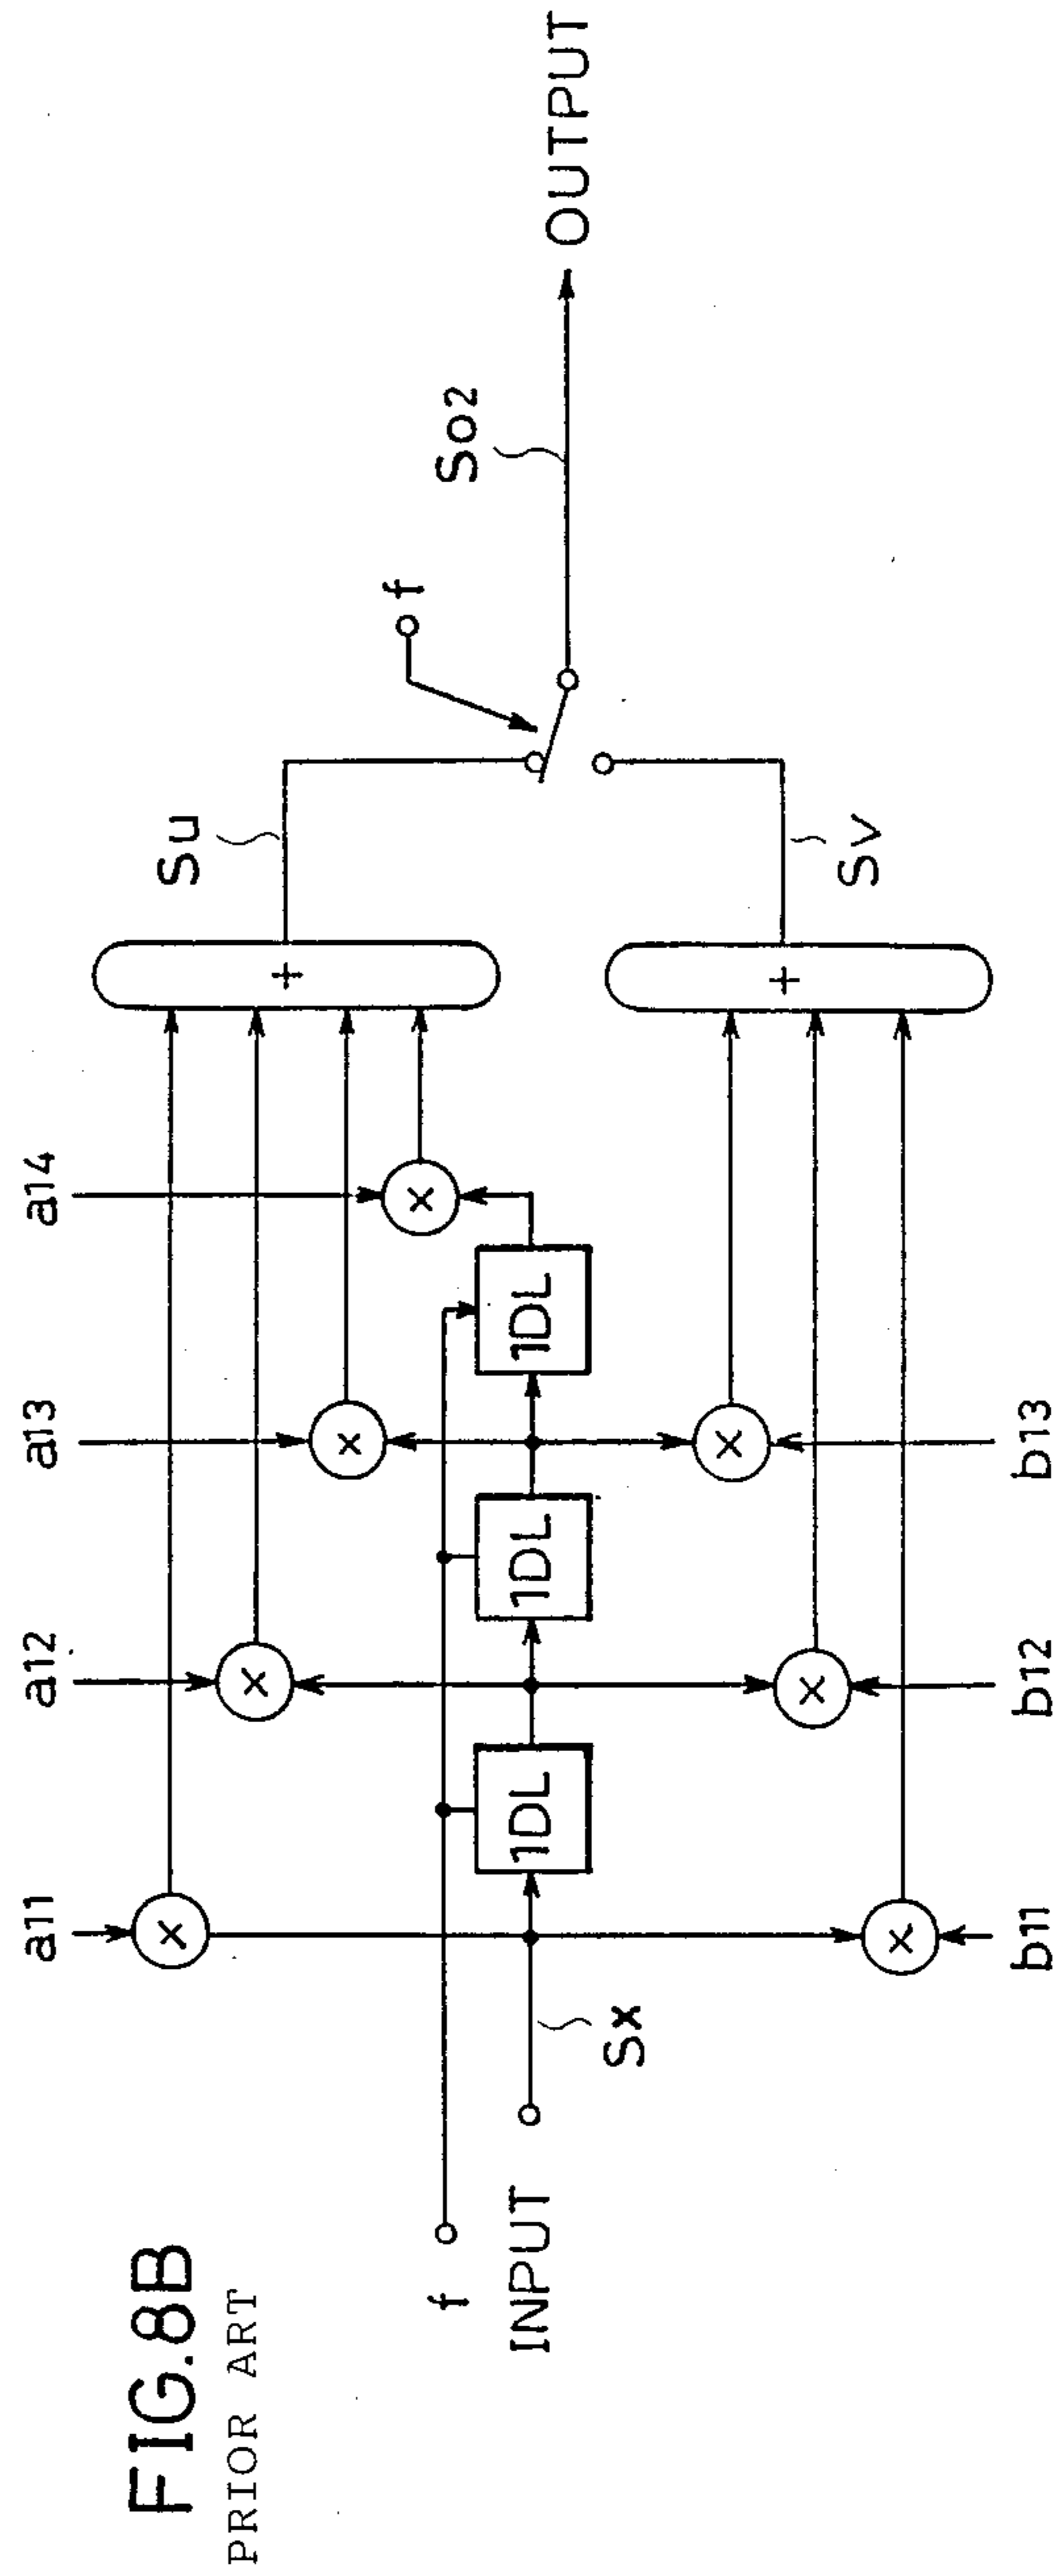 FIG.8B
PRIOR ART
a11
a12
a13
a14
Su
f
So2
OUTPUT
f
INPUT
Sx
1DL
1DL
1DL
×
×
×
×
×
×
×
+
+
Sv
b11
b12
b13